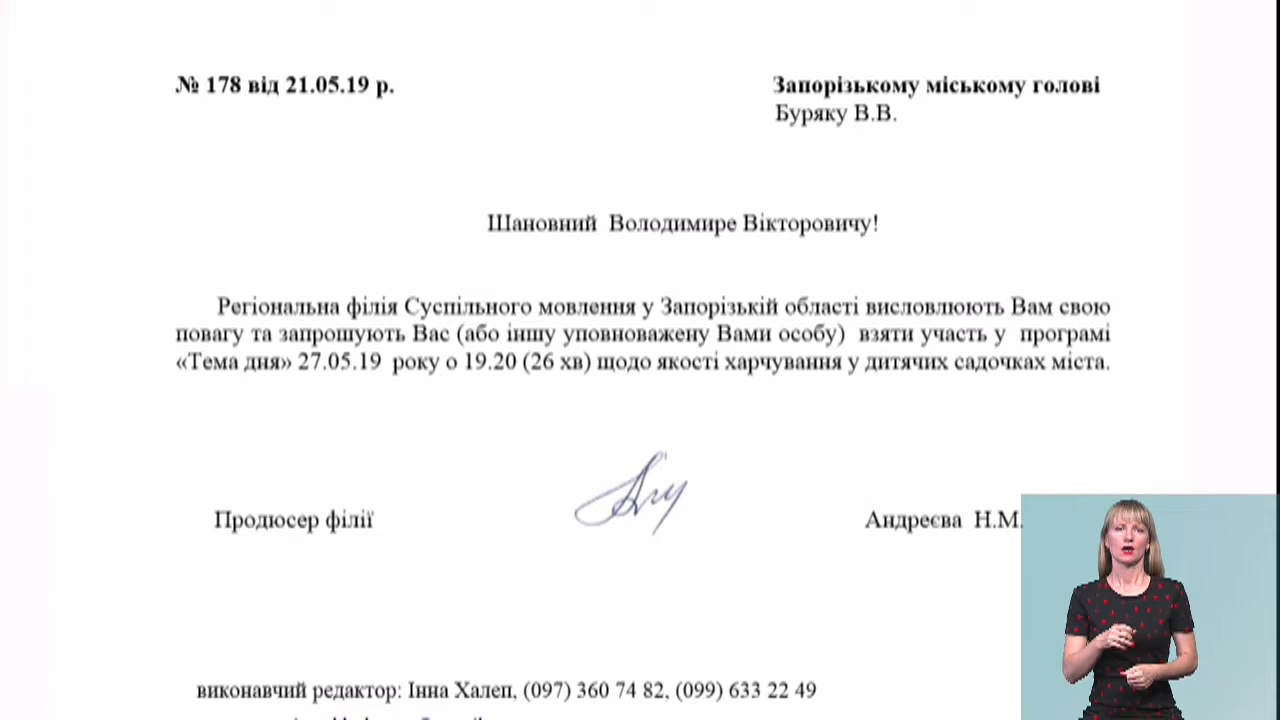 № 178 від 21.05.19 р.
Запорізькому міському голові
Буряку В.В.
Шановний Володимире Вікторовичу!
Регіональна філія Суспільного мовлення у Запорізькій області висловлюють Вам свою
повагу та запрошують Вас (або іншу уповноважену Вами особу) взяти участь у програмі
«Тема дня» 27.05.19 року о 19.20 (26 хв) щодо якості харчування у дитячих садочках міста.
Продюсер філії
Андреєва Н.М.
виконавчий редактор: Інна Халеп, (097) 360 74 82, (099) 633 22 49